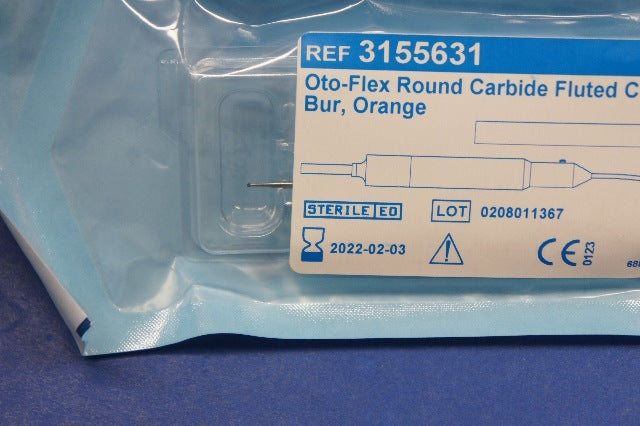 REF 3155631
Oto-Flex Round Carbide Fluted C
Bur, Orange
STERILE EO LOT 0208011367
2022-02-03 CE 0123